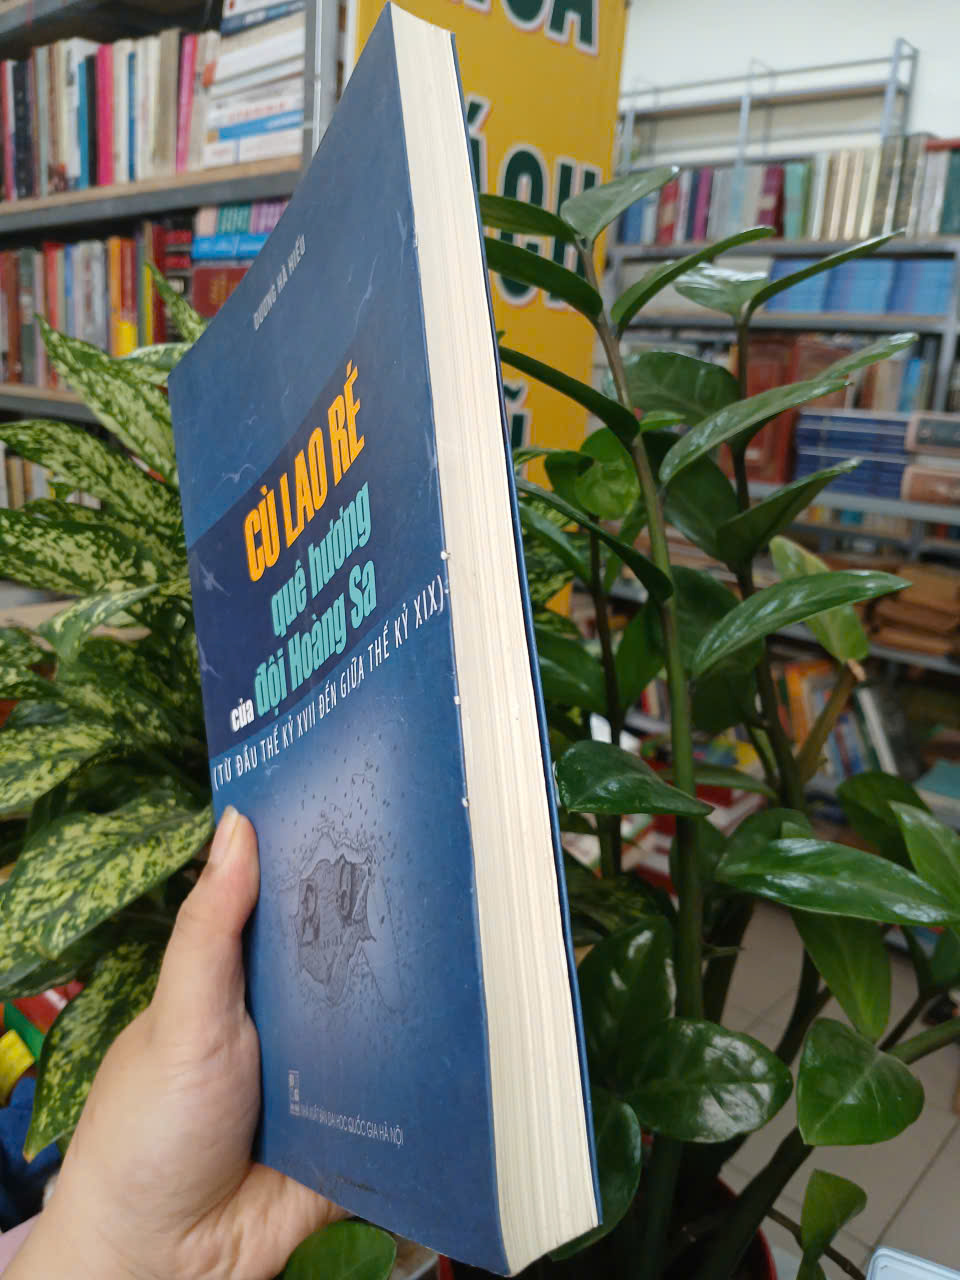 DƯƠNG HÀ HIẾU
CÙ LAO RÉ
quê hương
của đội Hoàng Sa
(TỪ ĐẦU THẾ KỶ XVII ĐẾN GIỮA THẾ KỶ XIX)
NHÀ XUẤT BẢN ĐẠI HỌC QUỐC GIA HÀ NỘI